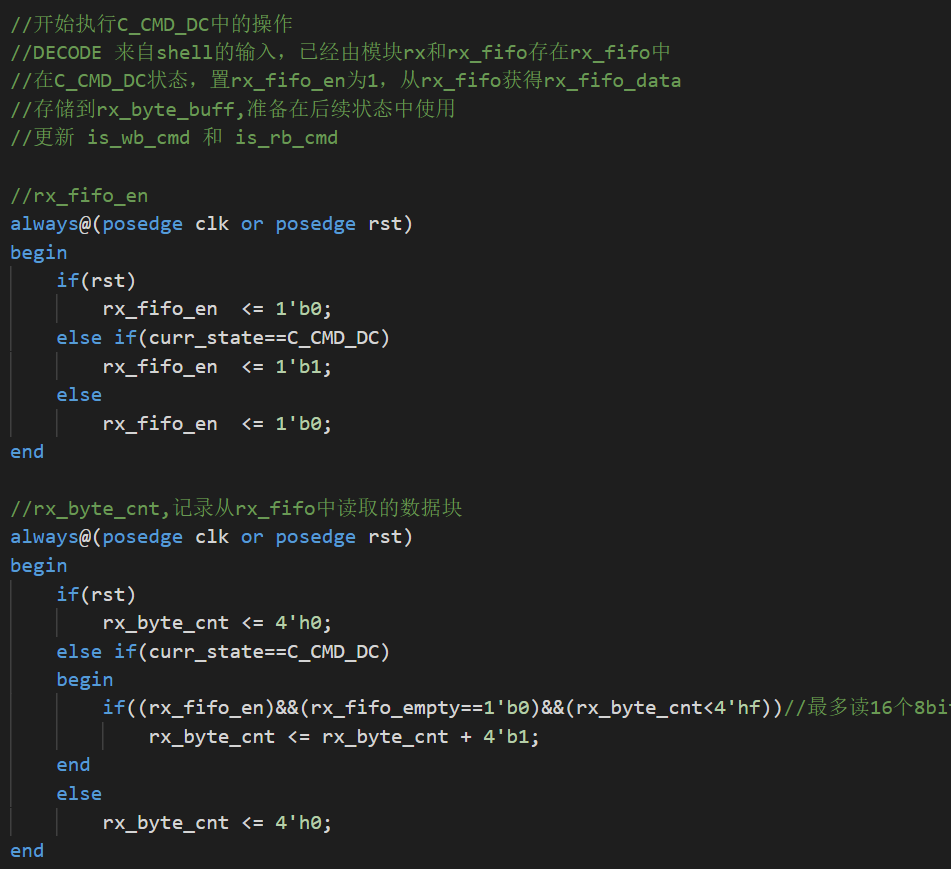 //开始执行C_CMD_DC中的操作
//DECODE 来自shell的输入，已经由模块rx和rx_fifo存在rx_fifo中
//在C_CMD_DC状态，置rx_fifo_en为1，从rx_fifo获得rx_fifo_data
//存储到rx_byte_buff,准备在后续状态中使用
//更新 is_wb_cmd 和 is_rb_cmd
//rx_fifo_en
always@(posedge clk or posedge rst)
begin
if(rst)
rx_fifo_en  <= 1'b0;
else if(curr_state==C_CMD_DC)
rx_fifo_en  <= 1'b1;
else
rx_fifo_en  <= 1'b0;
end
//rx_byte_cnt,记录从rx_fifo中读取的数据块
always@(posedge clk or posedge rst)
begin
if(rst)
rx_byte_cnt <= 4'h0;
else if(curr_state==C_CMD_DC)
begin
if((rx_fifo_en)&&(rx_fifo_empty==1'b0)&&(rx_byte_cnt<4'hf))//最多读16个8bit
rx_byte_cnt <= rx_byte_cnt + 4'b1;
end
else
rx_byte_cnt <= 4'h0;
end